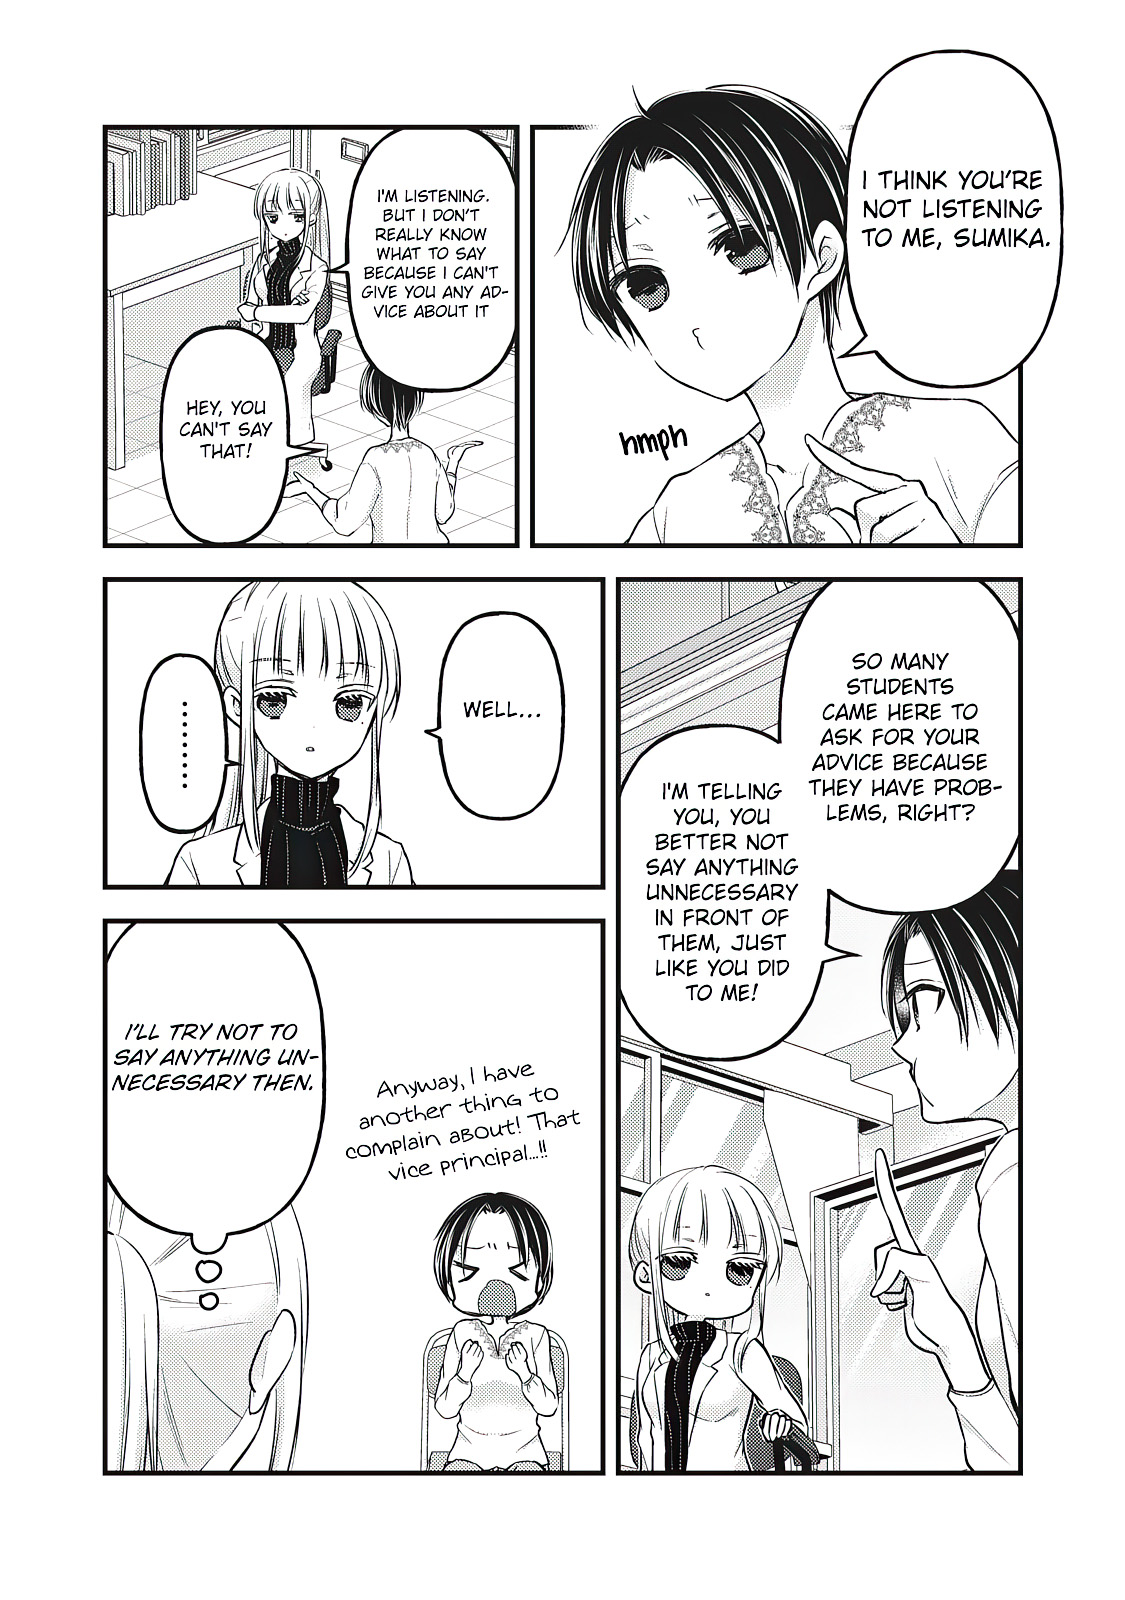 I THINK YOU'RE
NOT LISTENING
TO ME, SUMIKA.
hmph
I'M LISTENING.
BUT I DON'T
REALLY KNOW
WHAT TO SAY
BECAUSE I CAN'T
GIVE YOU ANY AD-
VICE ABOUT IT
HEY, YOU
CAN'T SAY
THAT!
SO MANY
STUDENTS
CAME HERE TO
ASK FOR YOUR
ADVICE BECAUSE
THEY HAVE PROB-
LEMS, RIGHT?
I'M TELLING
YOU, YOU
BETTER NOT
SAY ANYTHING
UNNECESSARY
IN FRONT OF
THEM, JUST
LIKE YOU DID
TO ME!
WELL...
.........
Anyway, I have
another thing to
complain about! That
vice principal...!!
I'LL TRY NOT TO
SAY ANYTHING UN-
NECESSARY THEN.